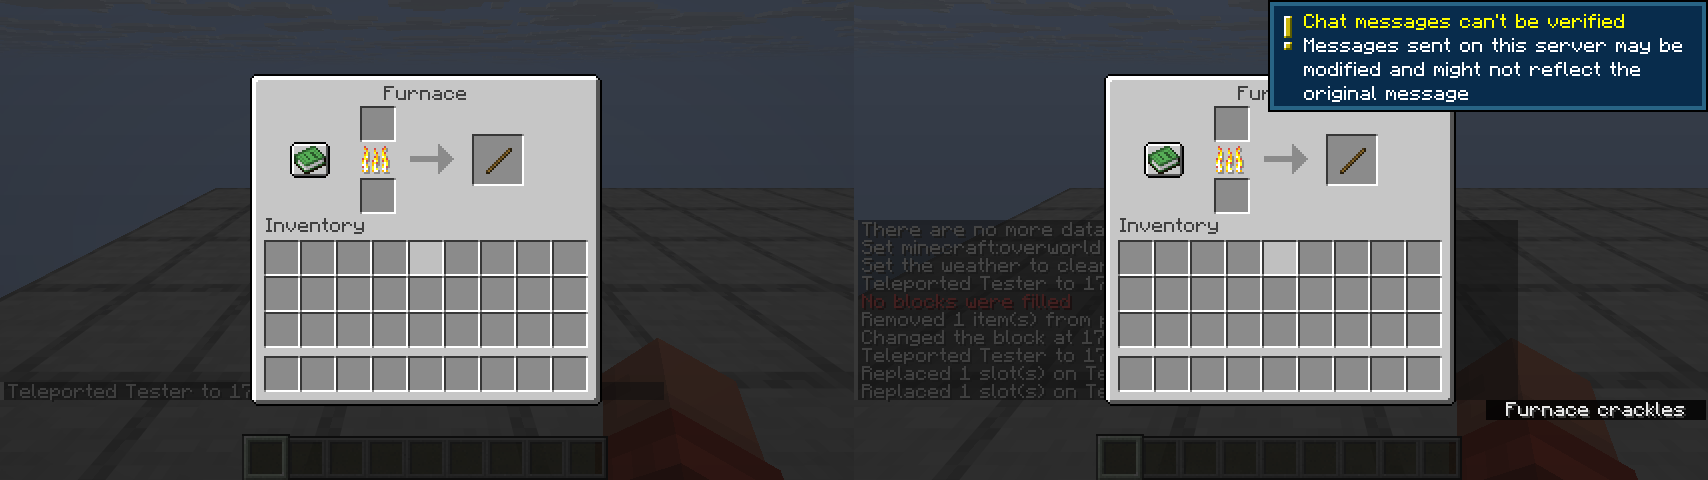 Furnace
Inventory
Teleported Tester to 17
Chat messages can't be verified
Messages sent on this server may be
modified and might not reflect the
original message
Fur
Inventory
There are no more data
Set minecraft:overworld
Set the weather to clear
Teleported Tester to 17
No blocks were filled
Removed 1 item(s) from
Changed the block at 17
Teleported Tester to 17
Replaced 1 slot(s) on Te
Replaced 1 slot(s) on Te
Furnace crackles